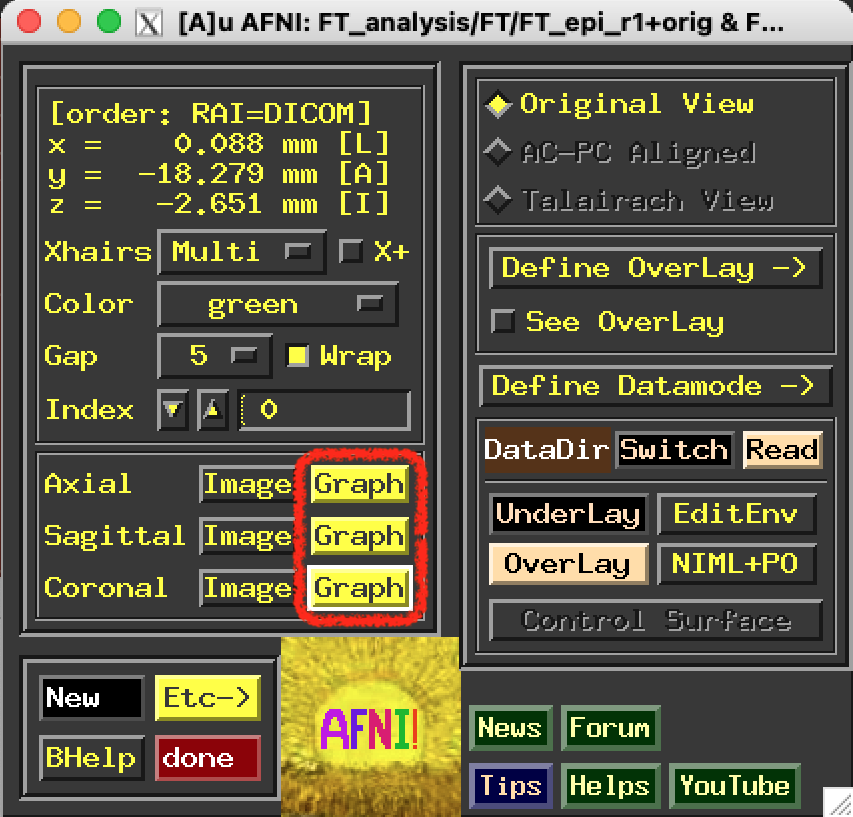 [A]u AFNI: FT_analysis/FT/FT_epi_r1+orig & F...
[order: RAI=DICOM]
x = 0.088 mm [L]
y = -18.279 mm [A]
z = -2.651 mm [I]
Xhairs Multi X+
Color green
Gap 5 Wrap
Index 0
Axial Image Graph
Sagittal Image Graph
Coronal Image Graph
New Etc->
BHelp done
AFNI!
Original View
AC-PC Aligned
Talairach View
Define OverLay ->
See OverLay
Define Datamode ->
DataDir Switch Read
UnderLay EditEnv
OverLay NIML+PO
Control Surface
News Forum
Tips Helps YouTube